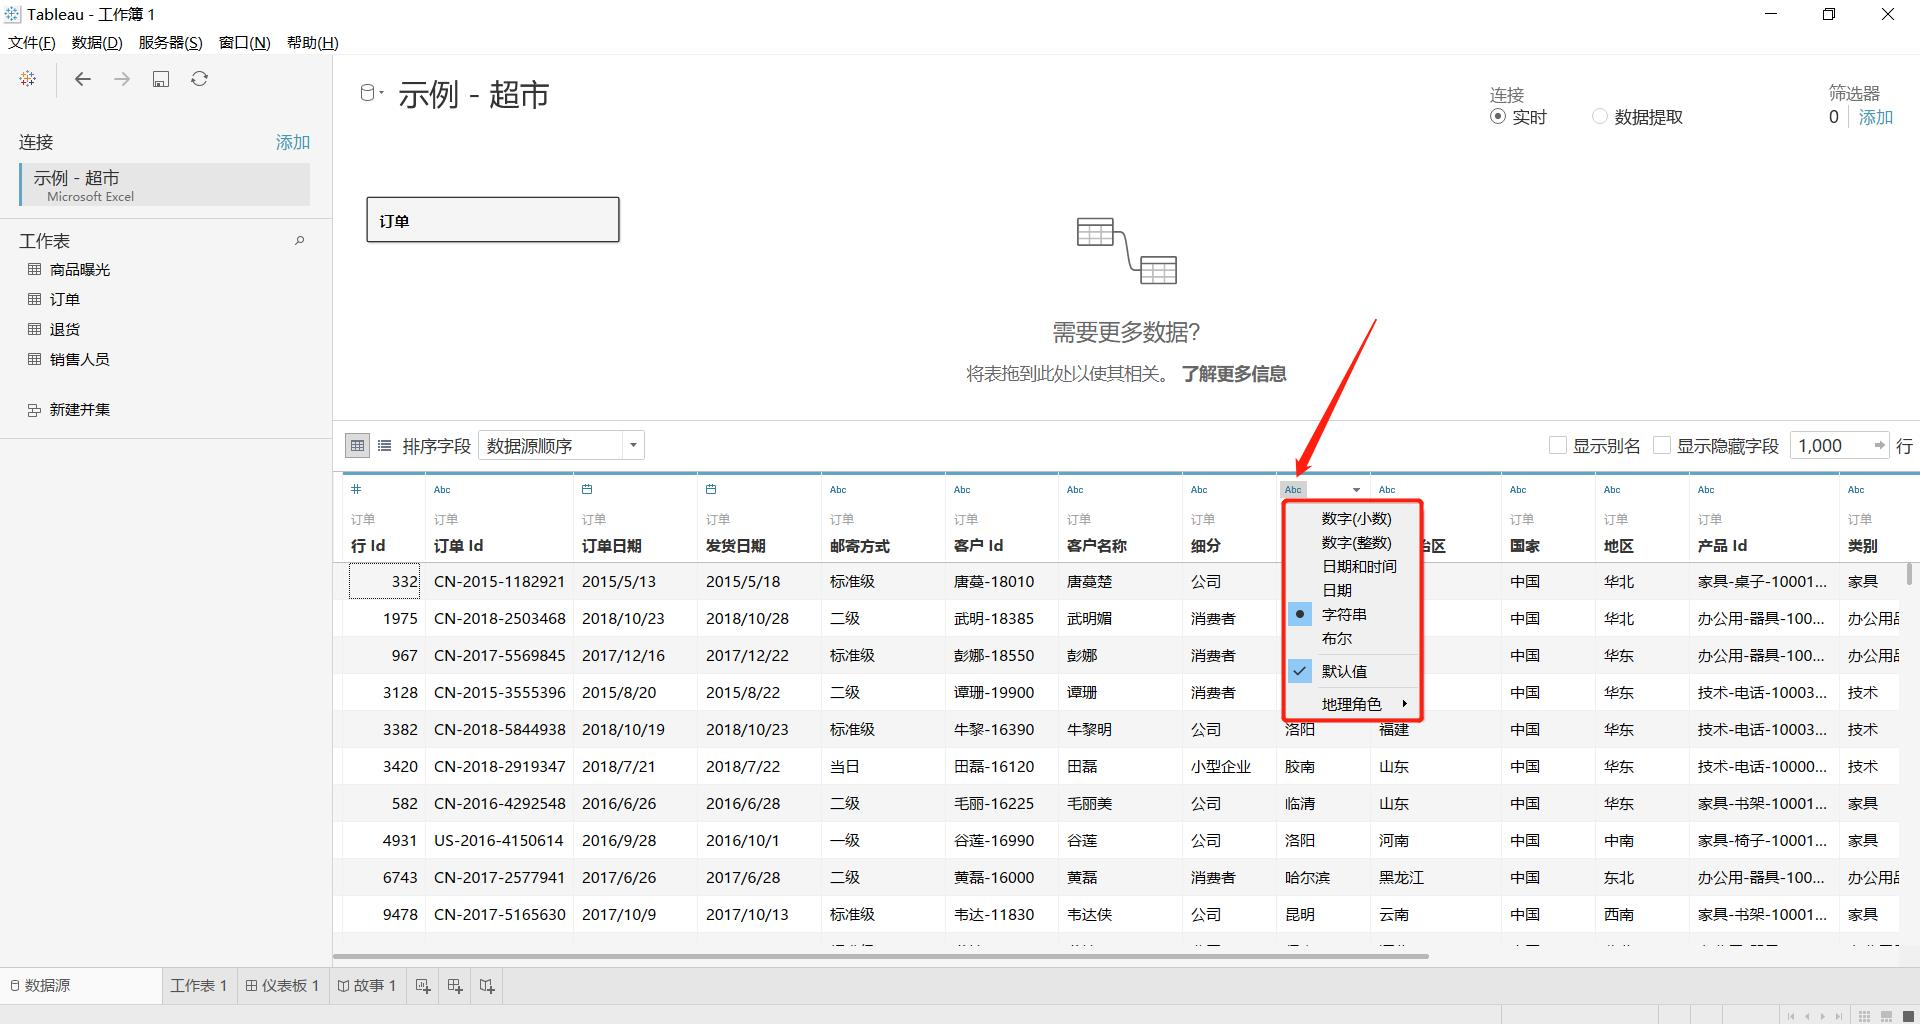 Tableau - 工作簿 1
文件(F) 数据(D) 服务器(S) 窗口(N) 帮助(H)
示例 - 超市
连接
实时
数据提取
筛选器
0 添加
连接 添加
示例 - 超市
Microsoft Excel
工作表
商品曝光
订单
退货
销售人员
新建并集
订单
需要更多数据?
将表拖到此处以使其相关。 了解更多信息
排序字段 数据源顺序
显示别名 显示隐藏字段 1,000 行
Abc Abc Abc Abc Abc Abc Abc Abc Abc Abc Abc
订单 订单 订单 订单 订单 订单 订单 订单 订单 订单 订单 订单
行 Id 订单 Id 订单日期 发货日期 邮寄方式 客户 Id 客户名称 细分 国家 地区 产品 Id 类别
数字(小数)
数字(整数)
日期和时间
日期
字符串
布尔
默认值
地理角色
332 CN-2015-1182921 2015/5/13 2015/5/18 标准级 唐蔓-18010 唐蔓楚 公司 中国 华北 家具-桌子-10001... 家具
1975 CN-2018-2503468 2018/10/23 2018/10/28 二级 武明-18385 武明媚 消费者 中国 华北 办公用-器具-100... 办公用品
967 CN-2017-5569845 2017/12/16 2017/12/22 标准级 彭娜-18550 彭娜 消费者 中国 华东 办公用-器具-100... 办公用品
3128 CN-2015-3555396 2015/8/20 2015/8/22 二级 谭珊-19900 谭珊 消费者 中国 华东 技术-电话-10003... 技术
3382 CN-2018-5844938 2018/10/19 2018/10/23 标准级 牛黎-16390 牛黎明 公司 洛阳 福建 中国 华东 技术-电话-10003... 技术
3420 CN-2018-2919347 2018/7/21 2018/7/22 当日 田磊-16120 田磊 小型企业 胶南 山东 中国 华东 技术-电话-10000... 技术
582 CN-2016-4292548 2016/6/26 2016/6/28 二级 毛丽-16225 毛丽美 公司 临清 山东 中国 华东 家具-书架-10001... 家具
4931 US-2016-4150614 2016/9/28 2016/10/1 一级 谷莲-16990 谷莲 公司 洛阳 河南 中国 中南 家具-椅子-10001... 家具
6743 CN-2017-2577941 2017/6/26 2017/6/28 二级 黄磊-16000 黄磊 消费者 哈尔滨 黑龙江 中国 东北 办公用-器具-100... 办公用品
9478 CN-2017-5165630 2017/10/9 2017/10/13 标准级 韦达-11830 韦达侠 公司 昆明 云南 中国 西南 家具-书架-10001... 家具
数据源 工作表 1 仪表板 1 故事 1